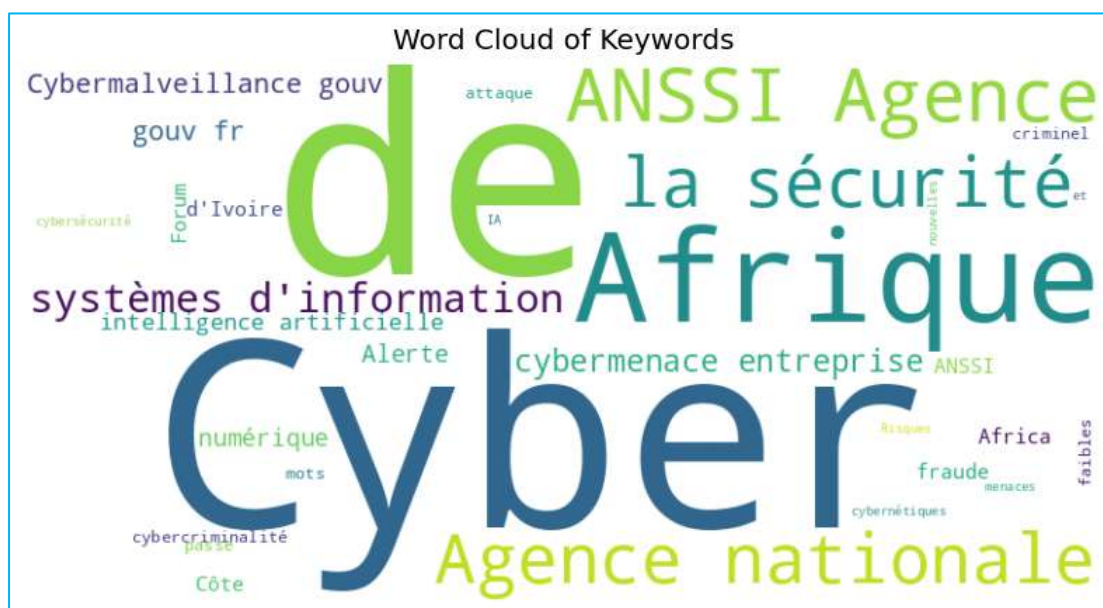 Word Cloud of Keywords
Cybermalveillance gouv
attaque
ANSSI Agence
gouv fr
de
criminel
la sécurité
Forum
d'Ivoire
IA
nouvelles
et
cybersécurité
Afrique
systèmes d'information
intelligence artificielle
Alerte
cybermenace entreprise
ANSSI
Cyber
numérique
mots
Risques
Africa
faibles
fraude
menaces
cybernétiques
cybercriminalité
passe
Côte
Agence nationale